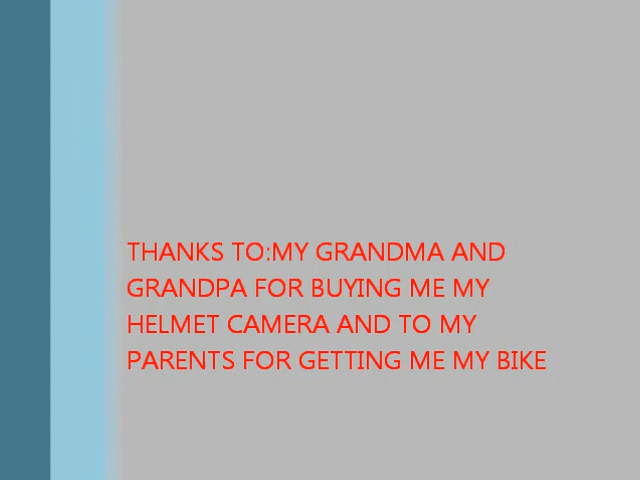 THANKS TO:MY GRANDMA AND
GRANDPA FOR BUYING ME MY
HELMET CAMERA AND TO MY
PARENTS FOR GETTING ME MY BIKE